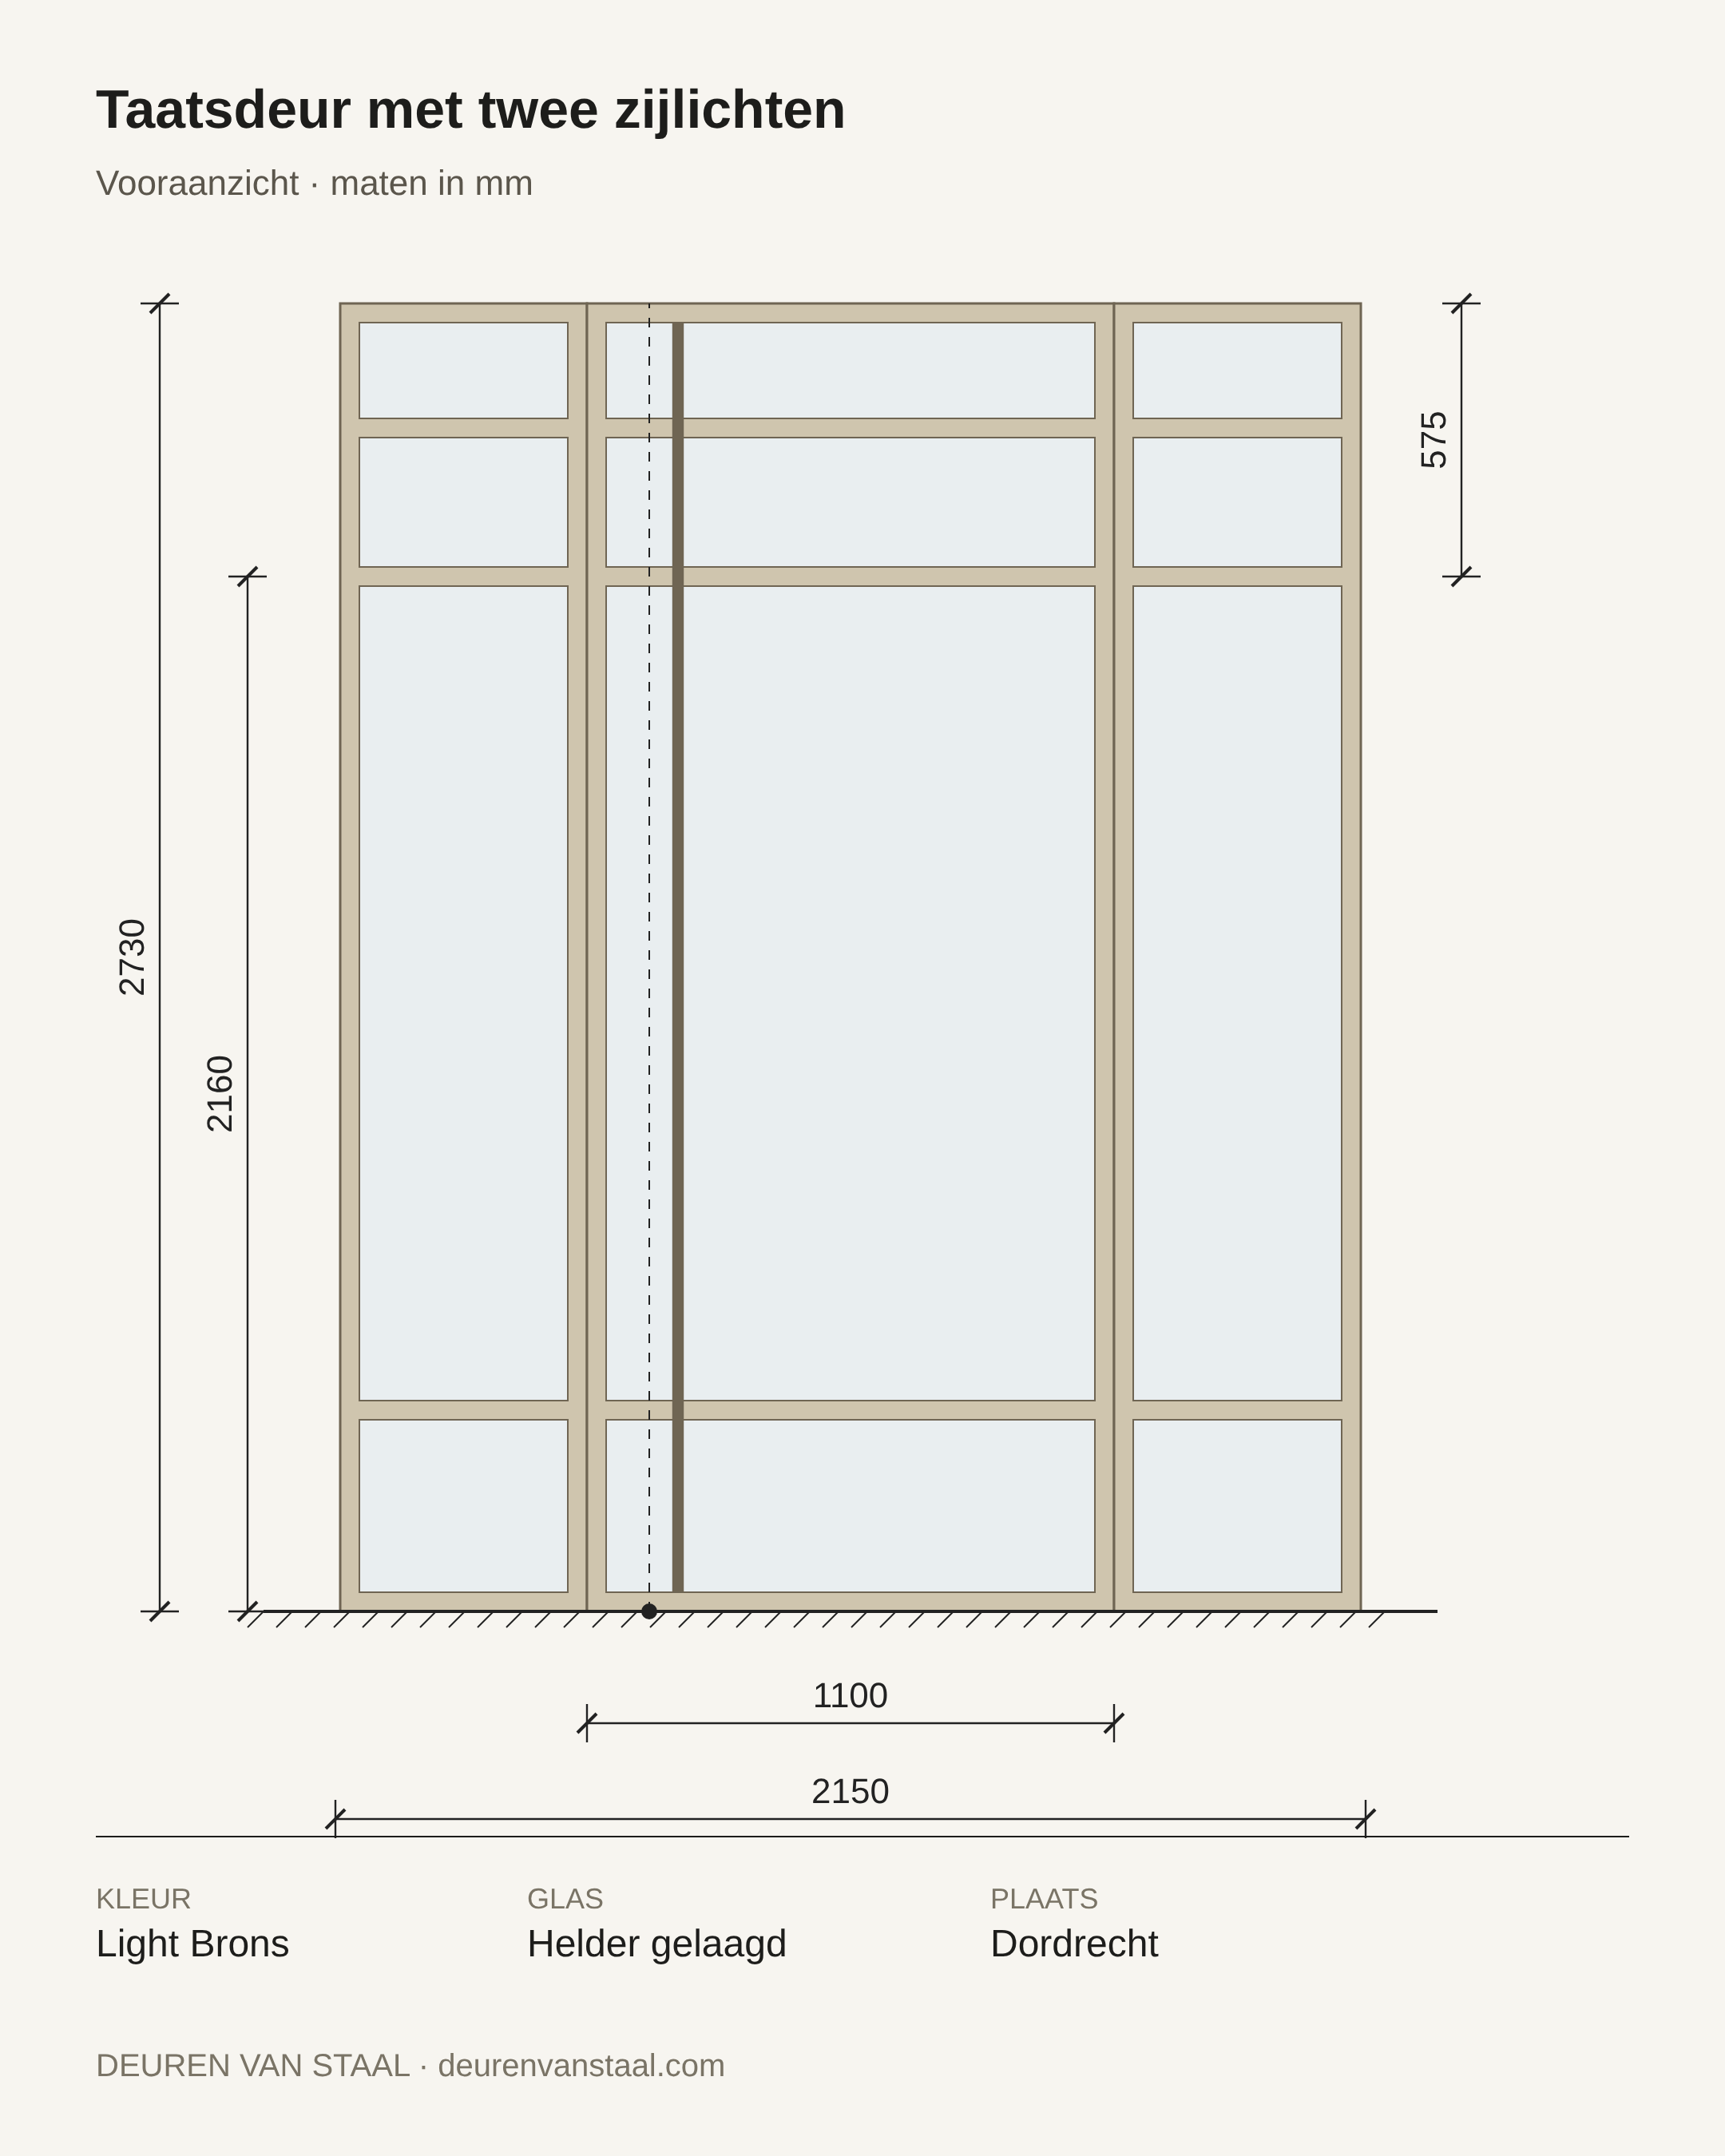 Taatsdeur met twee zijlichten
Vooraanzicht · maten in mm
575
2730
2160
1100
2150
KLEUR
Light Brons
GLAS
Helder gelaagd
PLAATS
Dordrecht
DEUREN VAN STAAL · deurenvanstaal.com